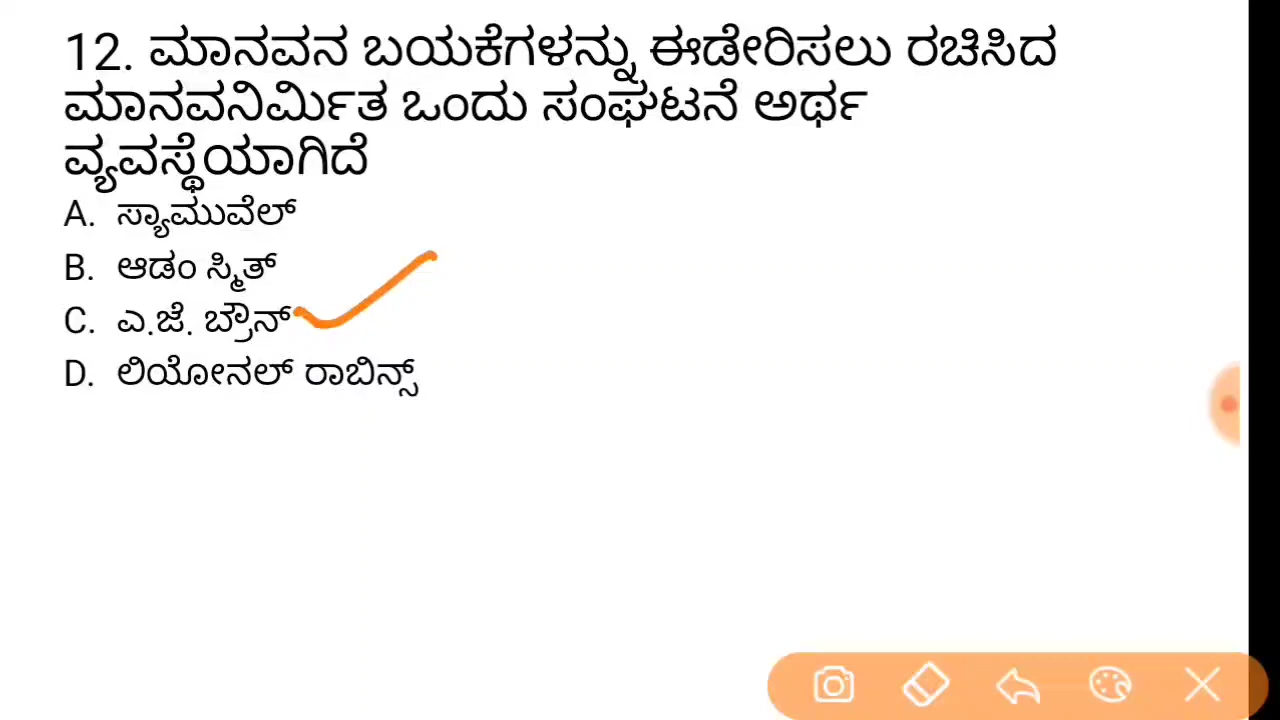 12. ಮಾನವನ ಬಯಕೆಗಳನ್ನು ಈಡೇರಿಸಲು ರಚಿಸಿದ
ಮಾನವನಿರ್ಮಿತ ಒಂದು ಸಂಘಟನೆ ಅರ್ಥ
ವ್ಯವಸ್ಥೆಯಾಗಿದೆ
A. ಸ್ಯಾಮುವೆಲ್
B. ಆಡಂ ಸ್ಮಿತ್
C. ಎ.ಜೆ. ಬ್ರೌನ್
D. ಲಿಯೋನಲ್ ರಾಬಿನ್ಸ್